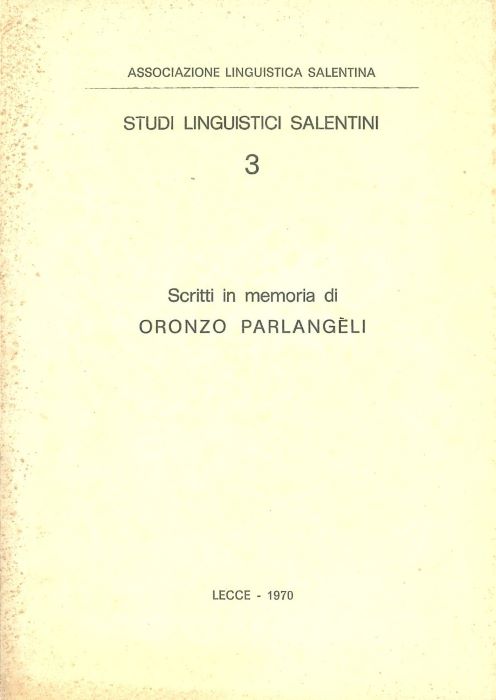 ASSOCIAZIONE LINGUISTICA SALENTINA
STUDI LINGUISTICI SALENTINI
3
Scritti in memoria di
ORONZO PARLANGÈLI
LECCE - 1970